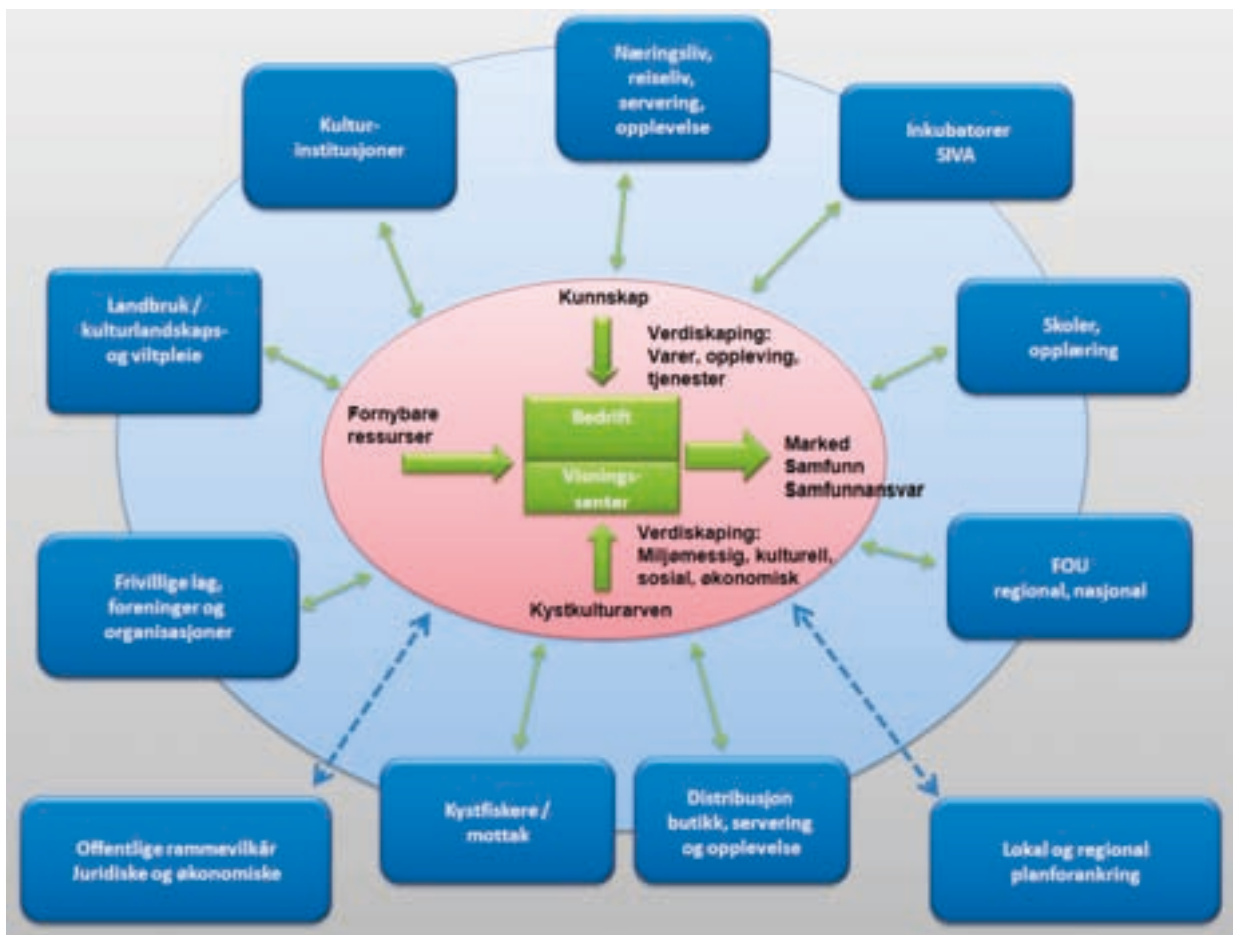 Næringsliv,
reiseliv,
servering,
opplevelse
Kultur-
institusjoner
Inkubatorer
SIVA
Landbruk /
kulturlandskaps-
og viltpleie
Skoler,
opplæring
Kunnskap
Verdiskaping:
Varer, oppleving,
tjenester
Fornybare
ressurser
Bedrift
Visnings-
senter
Marked
Samfunn
Samfunnansvar
Verdiskaping:
Miljømessig, kulturell,
sosial, økonomisk
Kystkulturarven
Frivillige lag,
foreninger og
organisasjoner
FOU
regional, nasjonal
Offentlige rammevilkår
Juridiske og økonomiske
Kystfiskere /
mottak
Distribusjon
butikk, servering
og opplevelse
Lokal og regional
planforankring